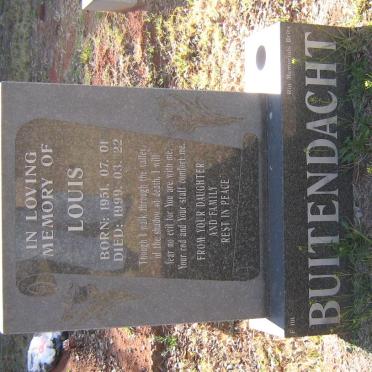 IN LOVING
MEMORY OF
LOUIS
BORN: 1951. 07. 01
DIED: 1999. 03. 22
Though I walk through the valley
of the shadow of death, I will
fear no evil for You are with me,
Your rod and Your staff comfort me.
FROM YOUR DAUGHTER
AND FAMILY
REST IN PEACE
BUITENDACHT